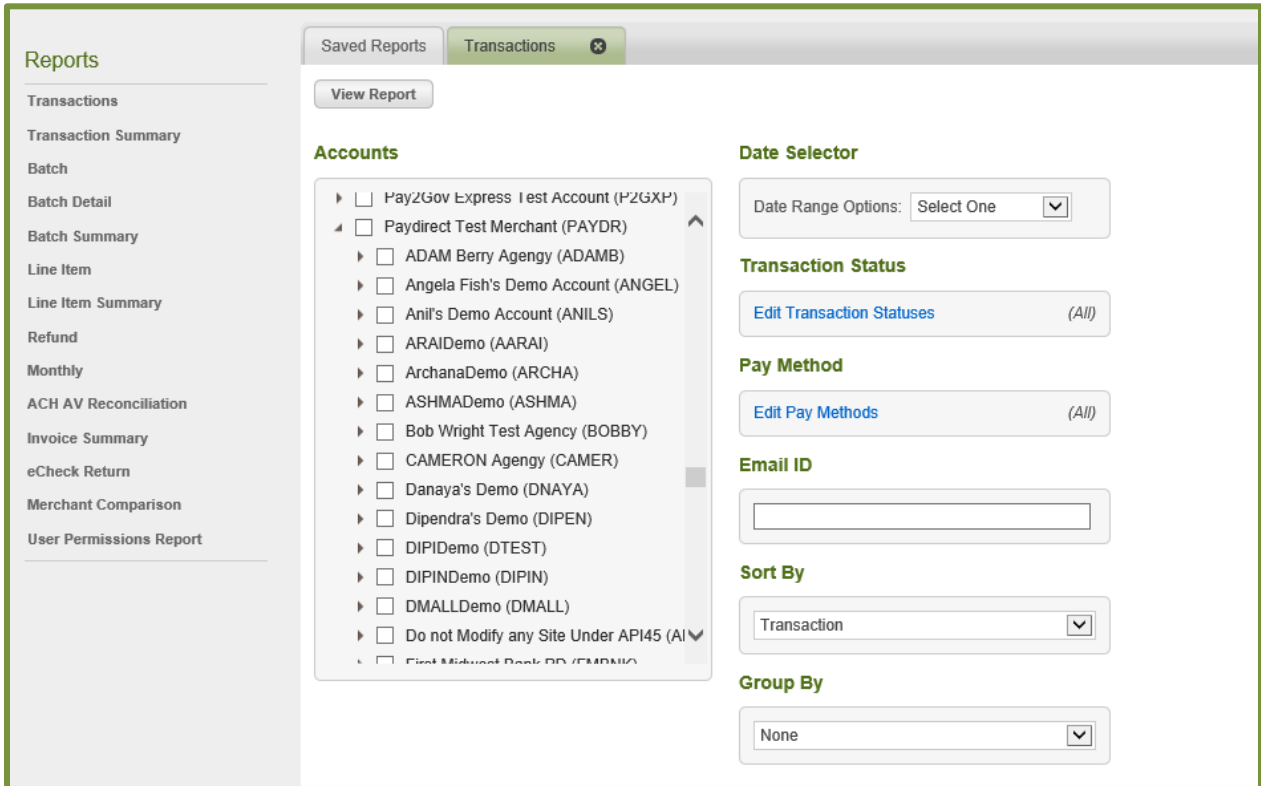 Reports
Transactions
Transaction Summary
Batch
Batch Detail
Batch Summary
Line Item
Line Item Summary
Refund
Monthly
ACH AV Reconciliation
Invoice Summary
eCheck Return
Merchant Comparison
User Permissions Report
Saved Reports
Transactions
View Report
Accounts
Pay2Gov Express Test Account (P2GXP)
Paydirect Test Merchant (PAYDR)
ADAM Berry Agengy (ADAMB)
Angela Fish's Demo Account (ANGEL)
Anil's Demo Account (ANILS)
ARAIDemo (AARAI)
ArchanaDemo (ARCHA)
ASHMADemo (ASHMA)
Bob Wright Test Agency (BOBBY)
CAMERON Agengy (CAMER)
Danaya's Demo (DNAYA)
Dipendra's Demo (DIPEN)
DIPIDemo (DTEST)
DIPINDemo (DIPIN)
DMALLDemo (DMALL)
Do not Modify any Site Under API45
First Midwest Bank PD (FMBNK)
Date Selector
Date Range Options: Select One
Transaction Status
Edit Transaction Statuses (All)
Pay Method
Edit Pay Methods (All)
Email ID
Sort By
Transaction
Group By
None